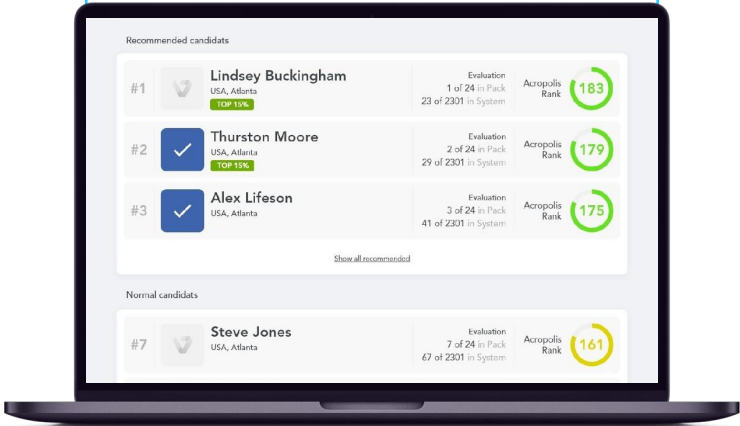 Recommended candidats
#1
Lindsey Buckingham
USA, Atlanta
TOP 15%
Evaluation
1 of 24 in Pack
23 of 2301 in System
Acropolis
Rank
183
#2
Thurston Moore
USA, Atlanta
TOP 15%
Evaluation
2 of 24 in Pack
29 of 2301 in System
Acropolis
Rank
179
#3
Alex Lifeson
USA, Atlanta
Evaluation
3 of 24 in Pack
41 of 2301 in System
Acropolis
Rank
175
Show all recommended
Normal candidats
#7
Steve Jones
USA, Atlanta
Evaluation
7 of 24 in Pack
67 of 2301 in System
Acropolis
Rank
161